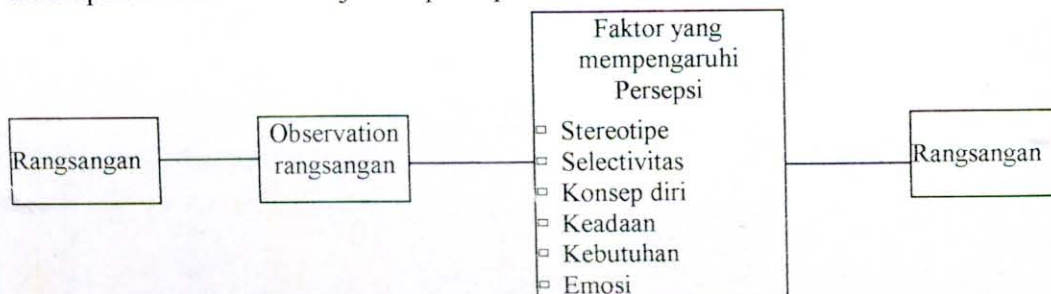 Faktor yang
mempengaruhi
Persepsi
Rangsangan
Observation
rangsangan
▫ Stereotipe
▫ Selectivitas
▫ Konsep diri
▫ Keadaan
▫ Kebutuhan
▫ Emosi
Rangsangan